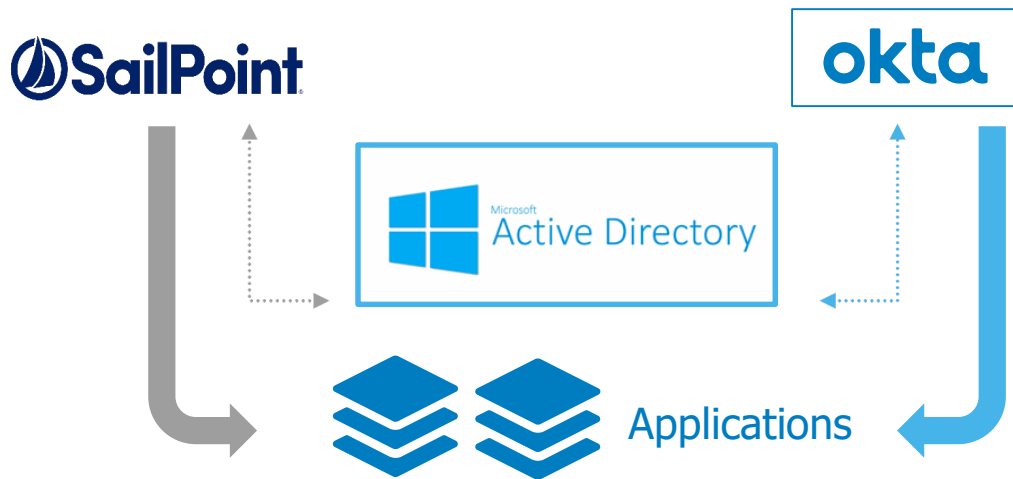 SailPoint
okta
Microsoft
Active Directory
Applications